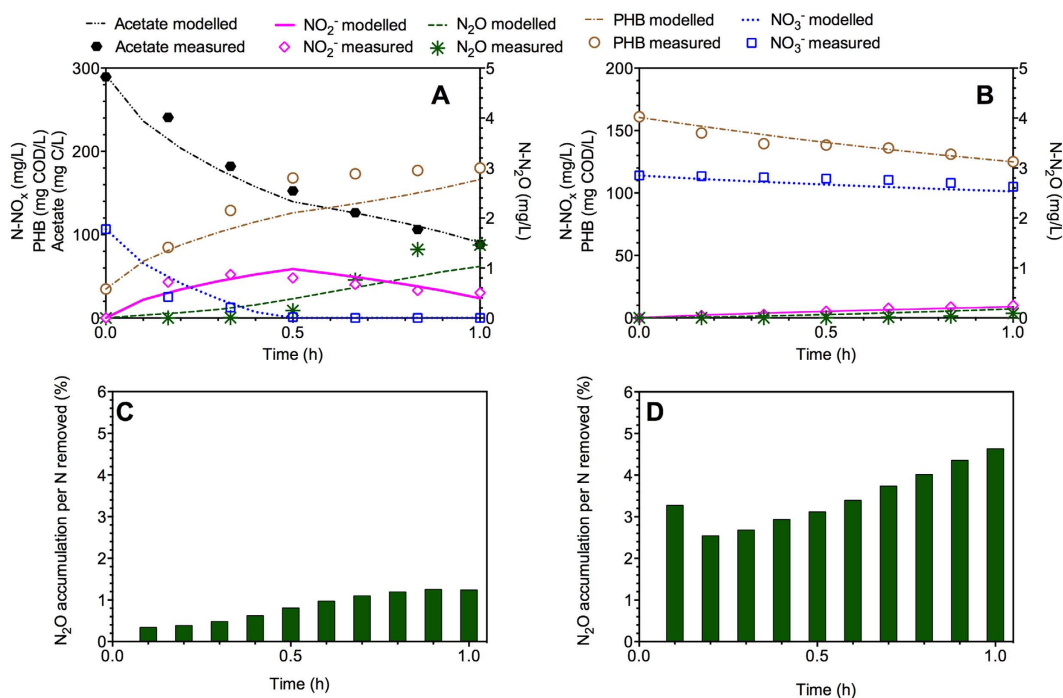 Acetate modelled NO₂⁻ modelled N₂O modelled PHB modelled NO₃⁻ modelled
Acetate measured NO₂⁻ measured N₂O measured PHB measured NO₃⁻ measured
A
N-NOₓ (mg/L)
PHB (mg COD/L)
Acetate (mg C/L)
300
200
100
0
5
4
3
2
1
0
N-N₂O (mg/L)
0.0 0.5 1.0
Time (h)
B
N-NOₓ (mg/L)
PHB (mg COD/L)
200
150
100
50
0
5
4
3
2
1
0
N-N₂O (mg/L)
0.0 0.5 1.0
Time (h)
C
N₂O accumulation per N removed (%)
6
5
4
3
2
1
0
0.0 0.5 1.0
Time (h)
D
N₂O accumulation per N removed (%)
6
5
4
3
2
1
0
0.0 0.5 1.0
Time (h)